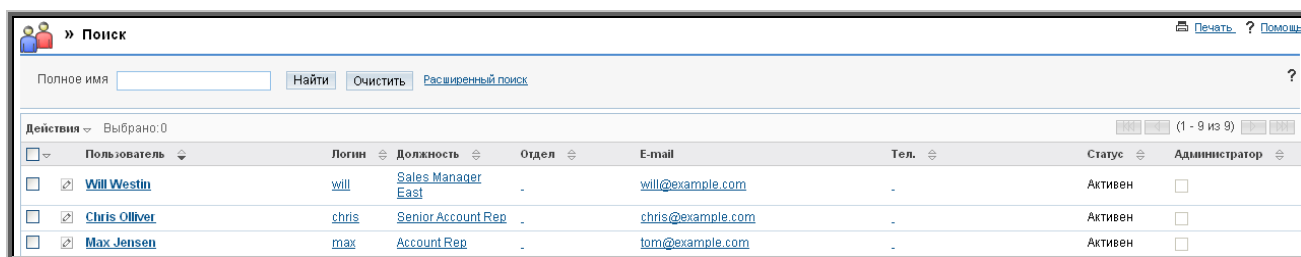 » Поиск Печать ? Помощь
Полное имя Найти Очистить Расширенный поиск ?
Действия Выбрано: 0 (1 - 9 из 9)
Пользователь Логин Должность Отдел E-mail Тел. Статус Администратор
Will Westin will Sales Manager East - will@example.com - Активен
Chris Olliver chris Senior Account Rep - chris@example.com - Активен
Max Jensen max Account Rep - tom@example.com - Активен